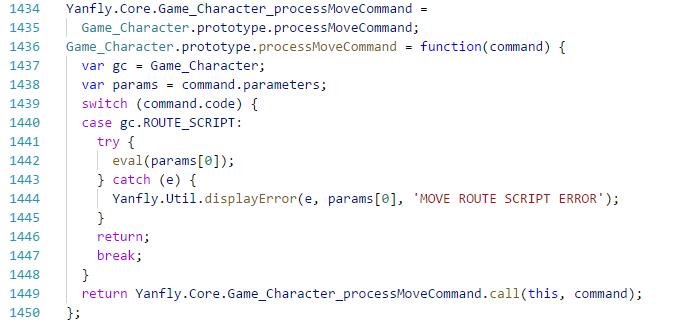 1434 Yanfly.Core.Game_Character_processMoveCommand =
1435   Game_Character.prototype.processMoveCommand;
1436 Game_Character.prototype.processMoveCommand = function(command) {
1437   var gc = Game_Character;
1438   var params = command.parameters;
1439   switch (command.code) {
1440   case gc.ROUTE_SCRIPT:
1441     try {
1442       eval(params[0]);
1443     } catch (e) {
1444       Yanfly.Util.displayError(e, params[0], 'MOVE ROUTE SCRIPT ERROR');
1445     }
1446     return;
1447     break;
1448   }
1449   return Yanfly.Core.Game_Character_processMoveCommand.call(this, command);
1450 };